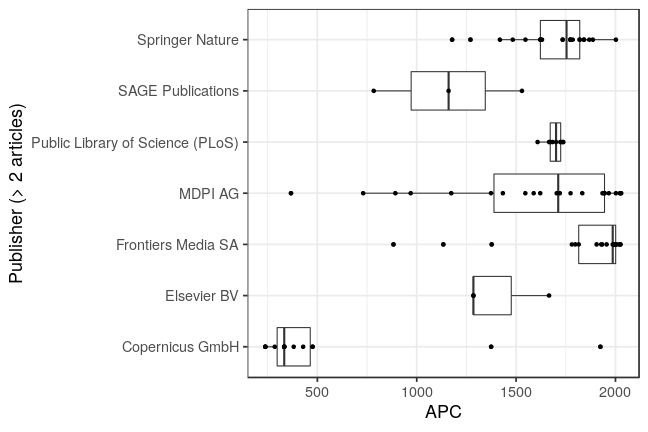 Publisher (> 2 articles)
Springer Nature
SAGE Publications
Public Library of Science (PLoS)
MDPI AG
Frontiers Media SA
Elsevier BV
Copernicus GmbH
500 1000 1500 2000
APC